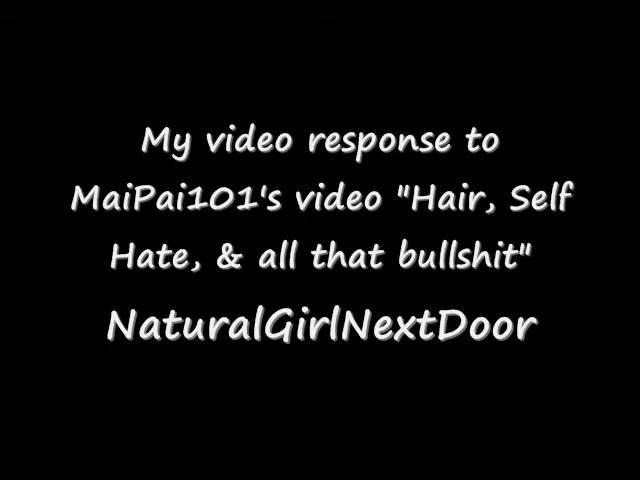 My video response to
MaiPai101's video "Hair, Self
Hate, & all that bullshit"
NaturalGirlNextDoor